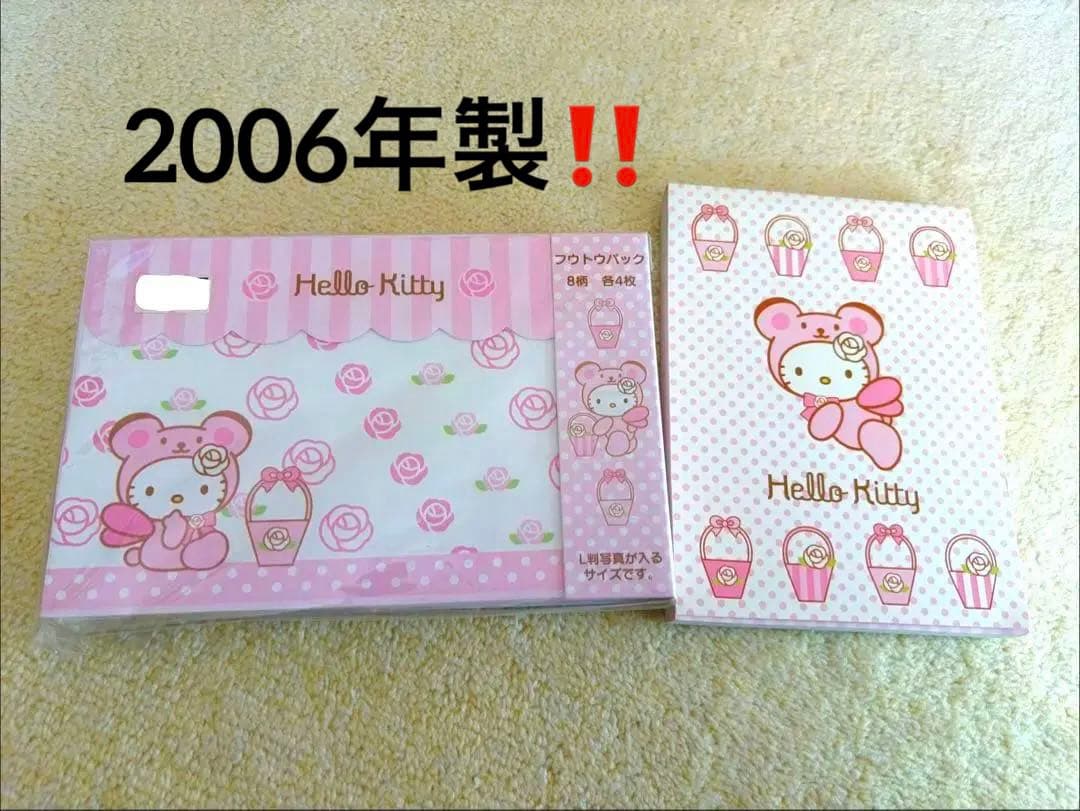 2006年製‼
Hello Kitty
フウトウパック
8柄 各4枚
L判写真が入る
サイズです。
Hello Kitty